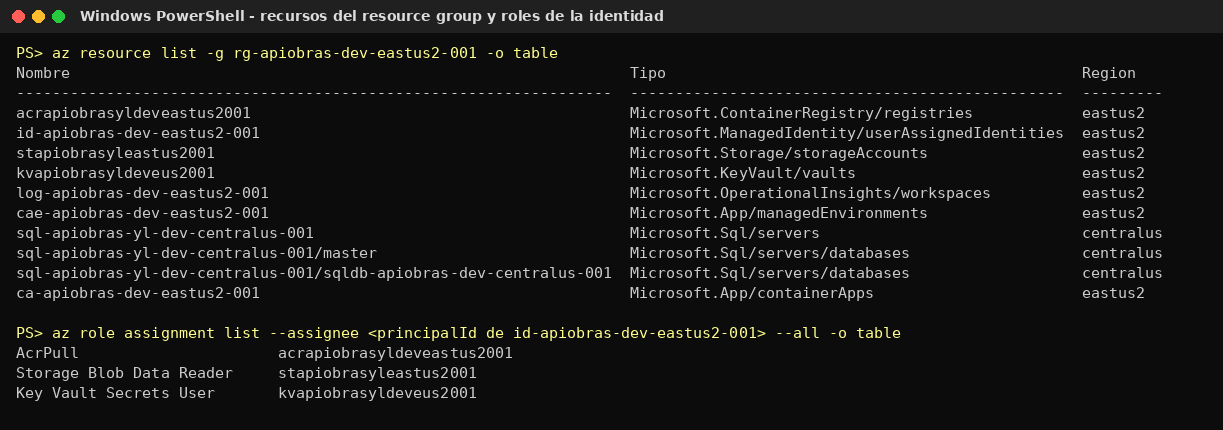 Windows PowerShell - recursos del resource group y roles de la identidad
PS> az resource list -g rg-apiobras-dev-eastus2-001 -o table
Nombre Tipo Region
------------------------------------------------------------------ ------------------------------------------------ ---------
acrapiobrasyldeveastus2001 Microsoft.ContainerRegistry/registries eastus2
id-apiobras-dev-eastus2-001 Microsoft.ManagedIdentity/userAssignedIdentities eastus2
stapiobrasyleastus2001 Microsoft.Storage/storageAccounts eastus2
kvapiobrasyldeveus2001 Microsoft.KeyVault/vaults eastus2
log-apiobras-dev-eastus2-001 Microsoft.OperationalInsights/workspaces eastus2
cae-apiobras-dev-eastus2-001 Microsoft.App/managedEnvironments eastus2
sql-apiobras-yl-dev-centralus-001 Microsoft.Sql/servers centralus
sql-apiobras-yl-dev-centralus-001/master Microsoft.Sql/servers/databases centralus
sql-apiobras-yl-dev-centralus-001/sqldb-apiobras-dev-centralus-001 Microsoft.Sql/servers/databases centralus
ca-apiobras-dev-eastus2-001 Microsoft.App/containerApps eastus2
PS> az role assignment list --assignee <principalId de id-apiobras-dev-eastus2-001> --all -o table
AcrPull acrapiobrasyldeveastus2001
Storage Blob Data Reader stapiobrasyleastus2001
Key Vault Secrets User kvapiobrasyldeveus2001